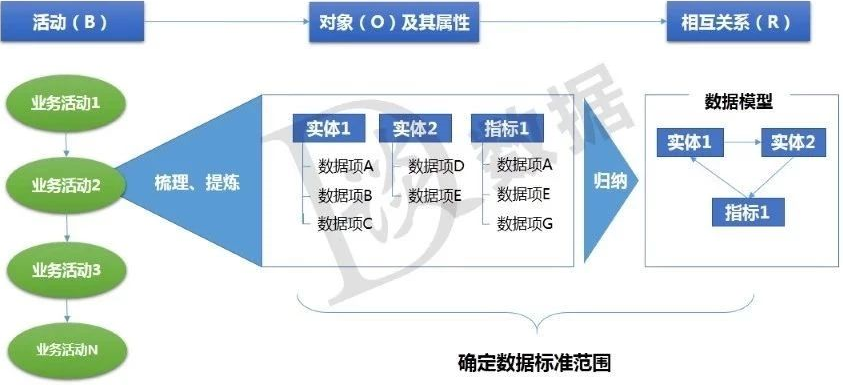 活动（B）
对象（O）及其属性
相互关系（R）
业务活动1
业务活动2
业务活动3
业务活动N
梳理、提炼
实体1
数据项A
数据项B
数据项C
实体2
数据项D
数据项E
指标1
数据项A
数据项E
数据项G
归纳
数据模型
实体1
实体2
指标1
确定数据标准范围
谈数据